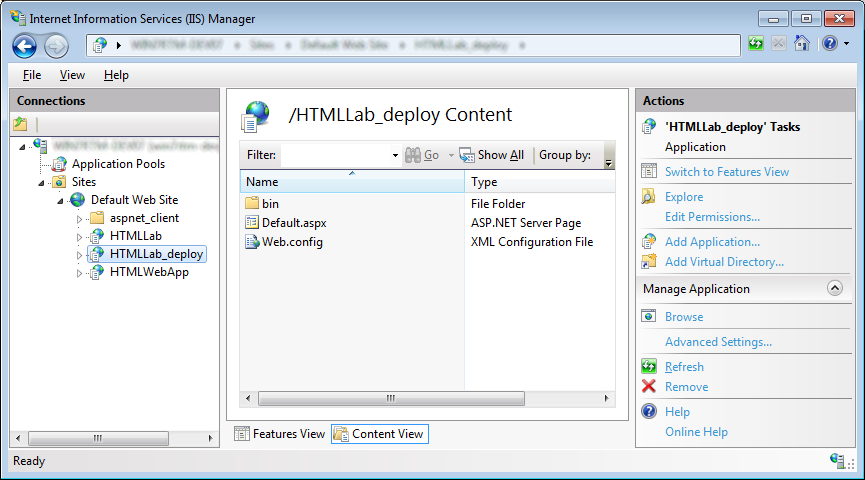 Internet Information Services (IIS) Manager
Sites
Default Web Site
HTMLLab_deploy
File View Help
Connections
Application Pools
Sites
Default Web Site
aspnet_client
HTMLLab
HTMLLab_deploy
HTMLWebApp
/HTMLLab_deploy Content
Filter: Go Show All Group by:
Name Type
bin File Folder
Default.aspx ASP.NET Server Page
Web.config XML Configuration File
Features View Content View
Actions
'HTMLLab_deploy' Tasks
Application
Switch to Features View
Explore
Edit Permissions...
Add Application...
Add Virtual Directory...
Manage Application
Browse
Advanced Settings...
Refresh
Remove
Help
Online Help
Ready